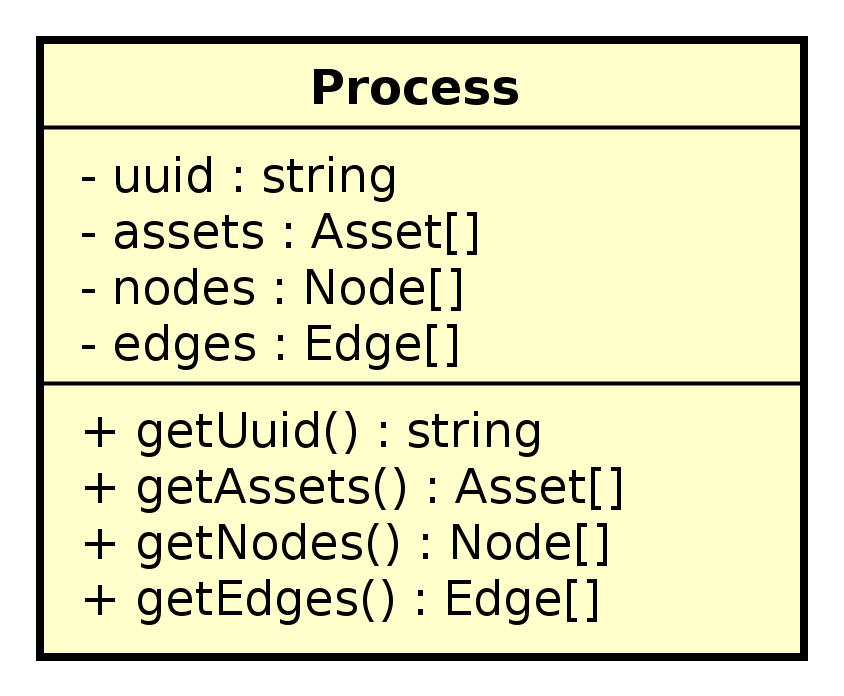 Process
- uuid : string
- assets : Asset[]
- nodes : Node[]
- edges : Edge[]
+ getUuid() : string
+ getAssets() : Asset[]
+ getNodes() : Node[]
+ getEdges() : Edge[]